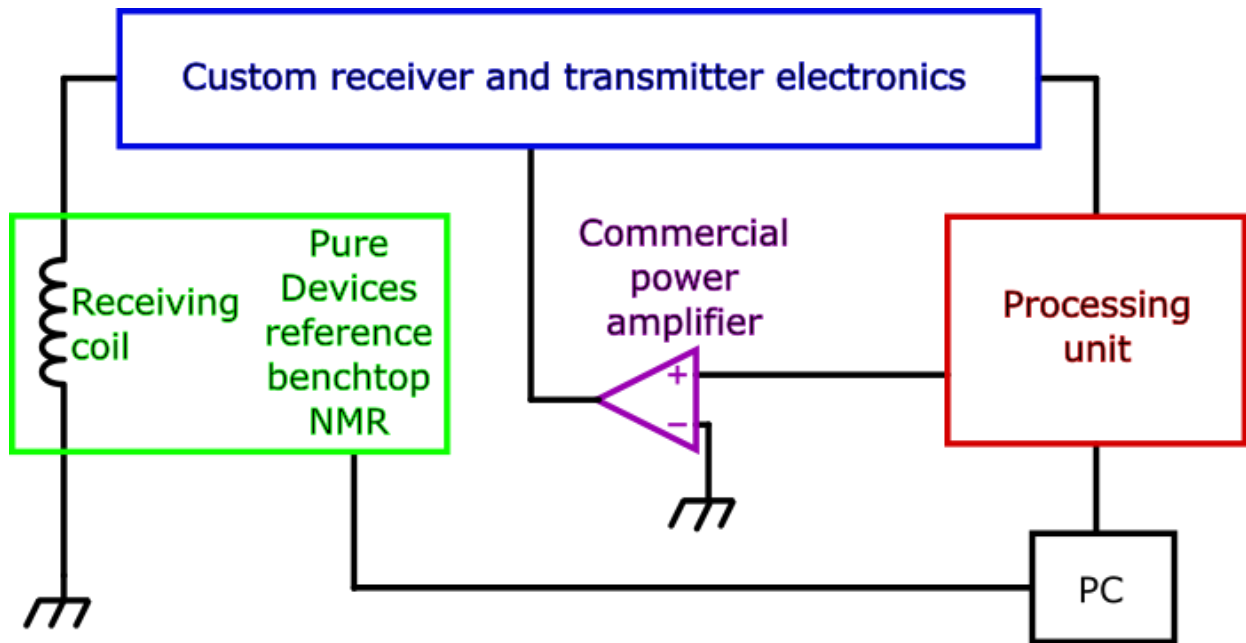 Custom receiver and transmitter electronics
Receiving
coil
Pure
Devices
reference
benchtop
NMR
Commercial
power
amplifier
+
−
Processing
unit
PC